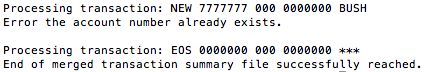 Processing transaction: NEW 7777777 000 0000000 BUSH
Error the account number already exists.
Processing transaction: EOS 0000000 000 0000000 ***
End of merged transaction summary file successfully reached.